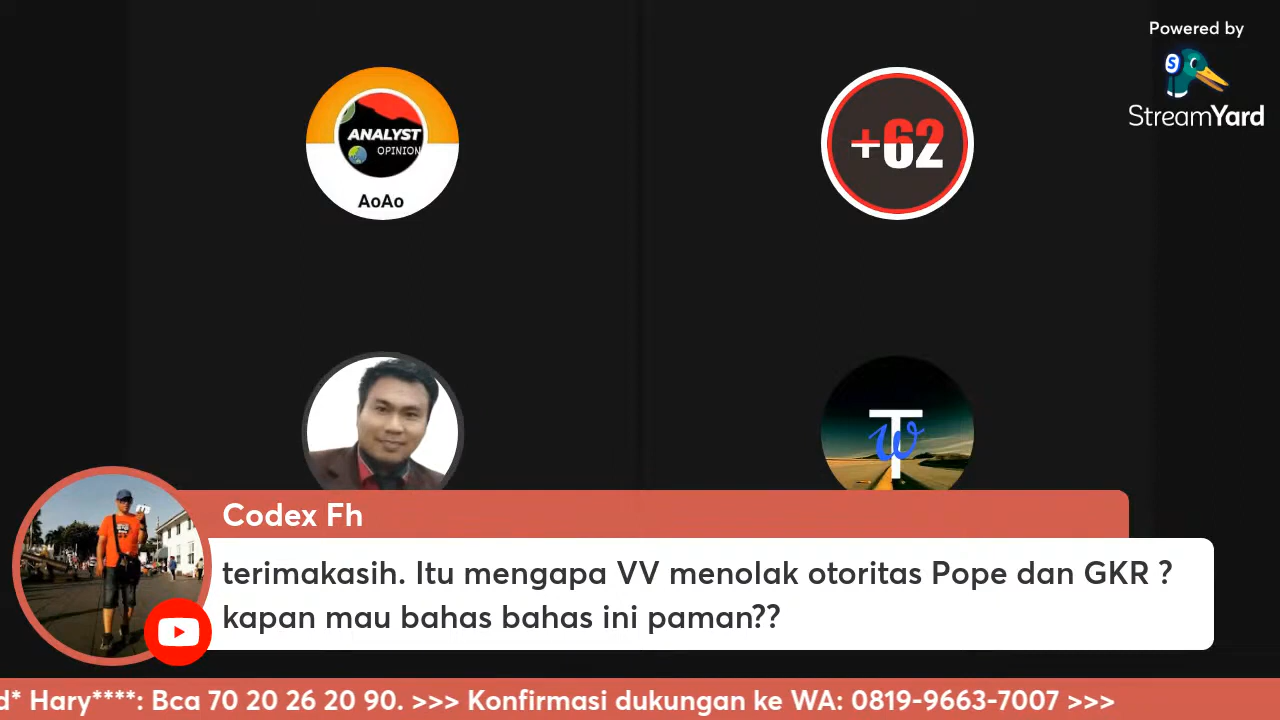 Powered by
StreamYard
ANALYST
OPINION
AoAo
+62
T
w
Codex Fh
terimakasih. Itu mengapa VV menolak otoritas Pope dan GKR ?
kapan mau bahas bahas ini paman??
d* Hary****: Bca 70 20 26 20 90. >>> Konfirmasi dukungan ke WA: 0819-9663-7007 >>>